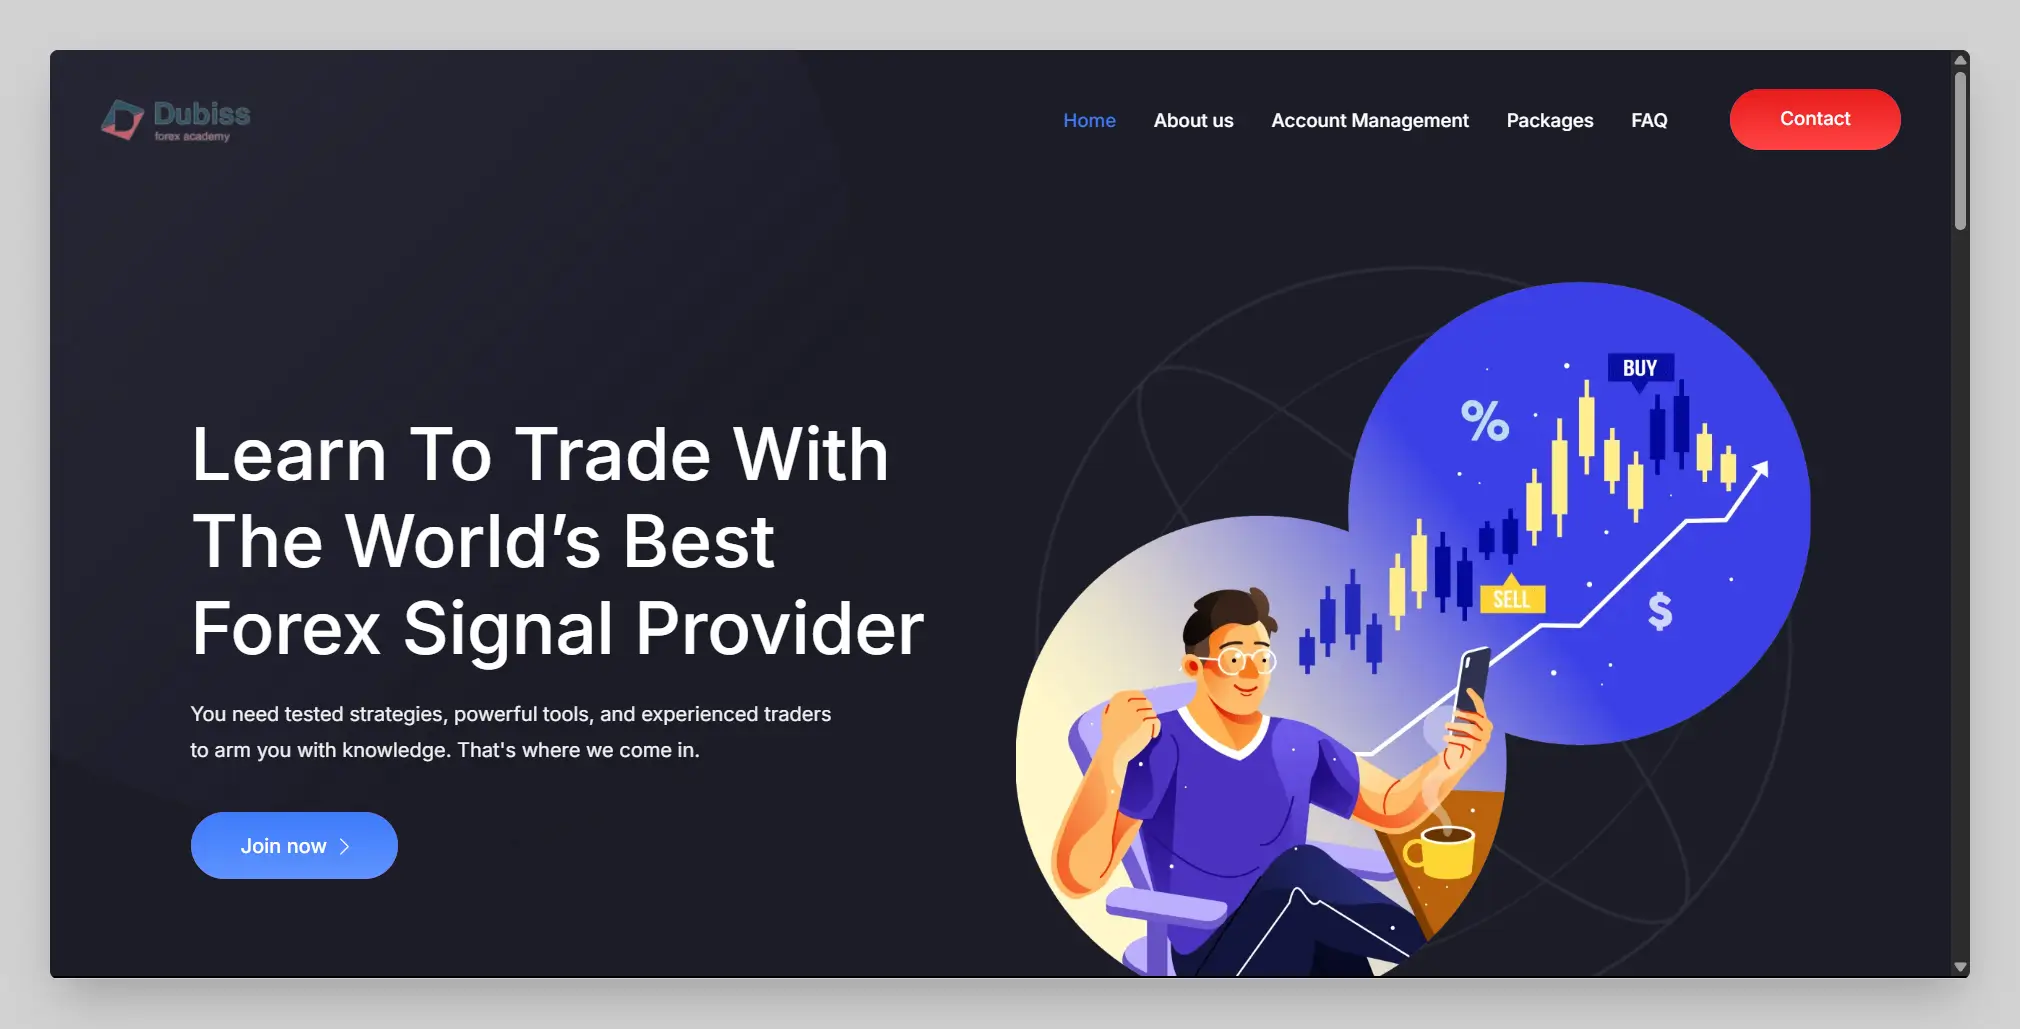 Dubiss
forex academy
Home
About us
Account Management
Packages
FAQ
Contact
Learn To Trade With
The World’s Best
Forex Signal Provider
You need tested strategies, powerful tools, and experienced traders
to arm you with knowledge. That's where we come in.
Join now
BUY
%
SELL
$